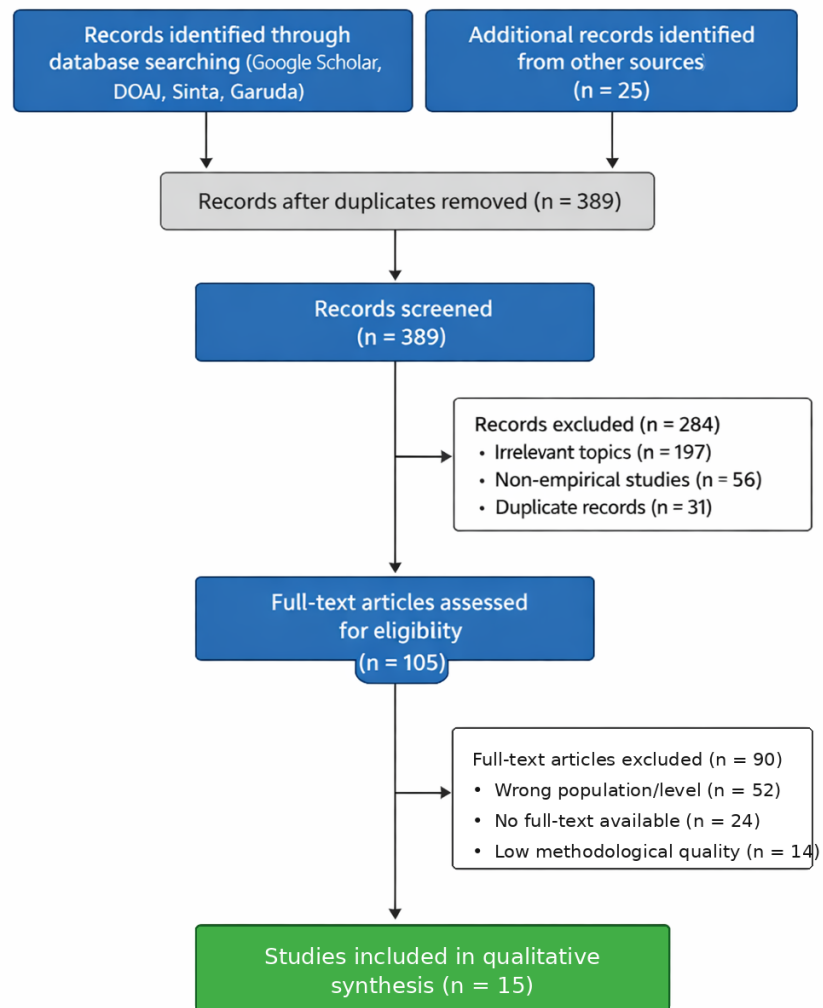 Records identified through
database searching (Google Scholar,
DOAJ, Sinta, Garuda)
Additional records identified
from other sources
(n = 25)
Records after duplicates removed (n = 389)
Records screened
(n = 389)
Records excluded (n = 284)
• Irrelevant topics (n = 197)
• Non-empirical studies (n = 56)
• Duplicate records (n = 31)
Full-text articles assessed
for eligibility
(n = 105)
Full-text articles excluded (n = 90)
• Wrong population/level (n = 52)
• No full-text available (n = 24)
• Low methodological quality (n = 14)
Studies included in qualitative
synthesis (n = 15)